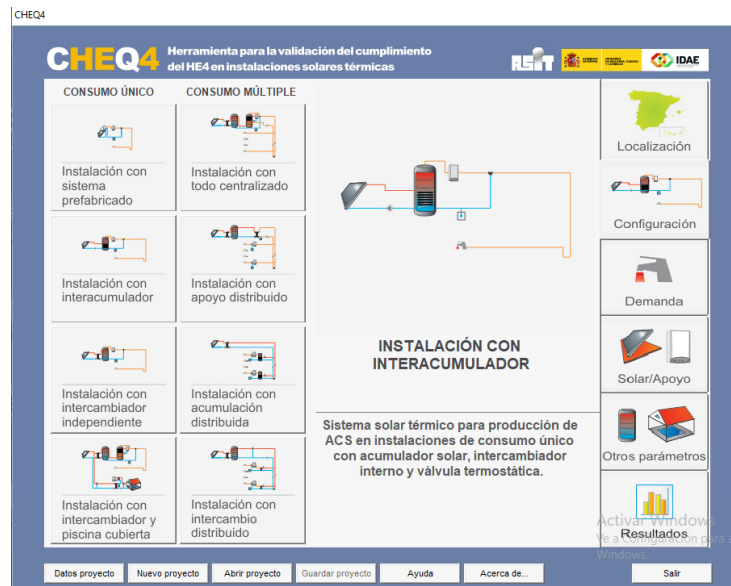 CHEQ4
CHEQ4
Herramienta para la validación del cumplimiento
del HE4 en instalaciones solares térmicas
ASIT
IDAE
CONSUMO ÚNICO
CONSUMO MÚLTIPLE
Instalación con
sistema
prefabricado
Instalación con
todo centralizado
Instalación con
interacumulador
Instalación con
apoyo distribuido
Instalación con
intercambiador
independiente
Instalación con
acumulación
distribuida
Instalación con
intercambiador y
piscina cubierta
Instalación con
intercambio
distribuido
INSTALACIÓN CON
INTERACUMULADOR
Sistema solar térmico para producción de
ACS en instalaciones de consumo único
con acumulador solar, intercambiador
interno y válvula termostática.
Localización
Configuración
Demanda
Solar/Apoyo
Otros parámetros
Resultados
Activar Windows
Ve a Configuración para a
Windows.
Datos proyecto
Nuevo proyecto
Abrir proyecto
Guardar proyecto
Ayuda
Acerca de...
Salir